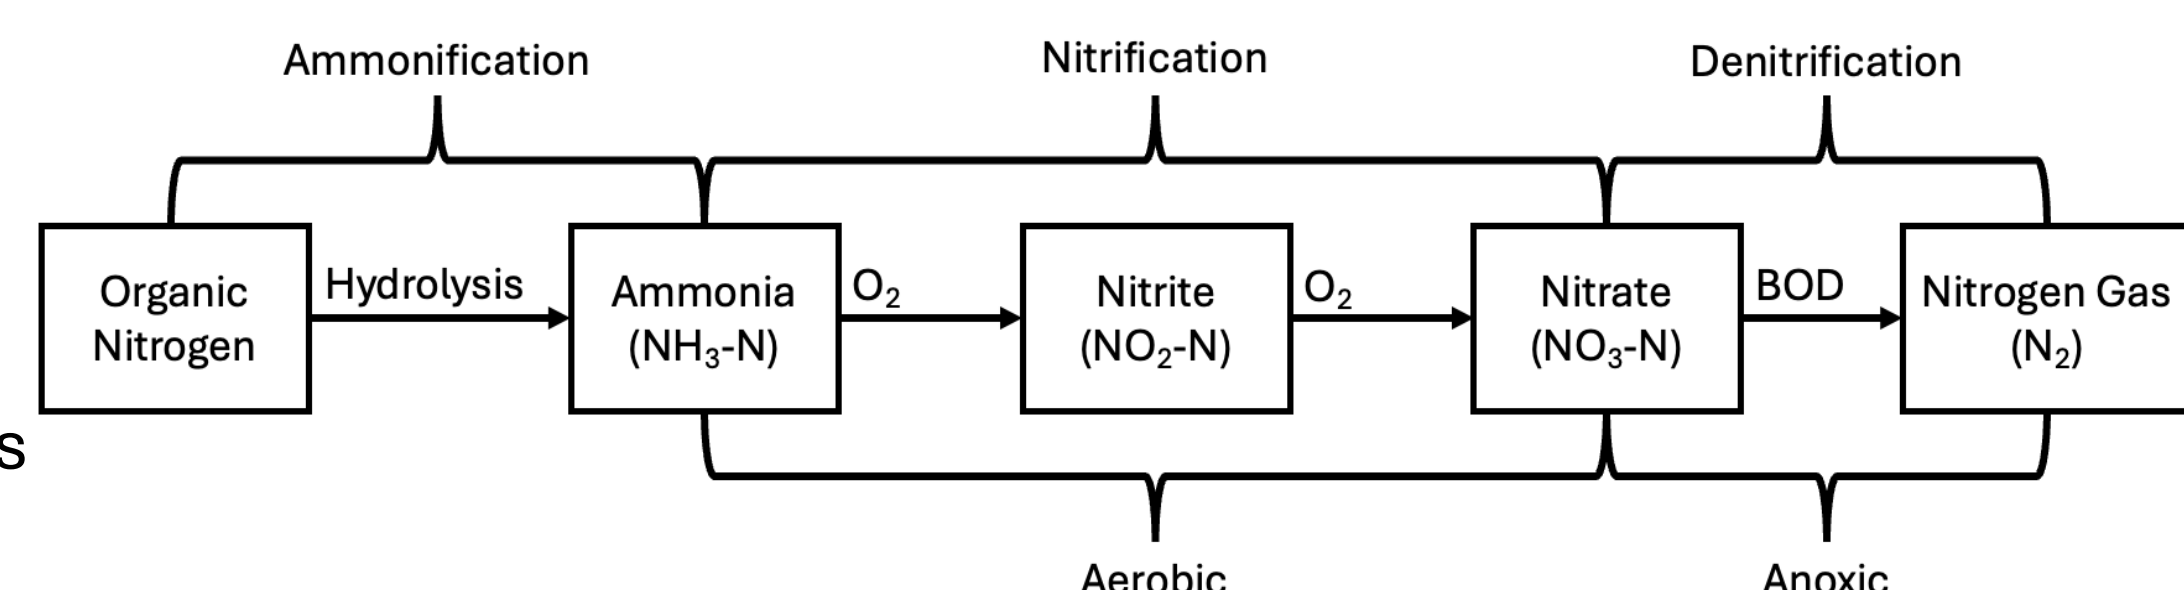 Ammonification
Nitrification
Denitrification
Organic
Nitrogen
Hydrolysis
Ammonia
(NH₃-N)
O₂
Nitrite
(NO₂-N)
O₂
Nitrate
(NO₃-N)
BOD
Nitrogen Gas
(N₂)
s
Aerobic
Anoxic